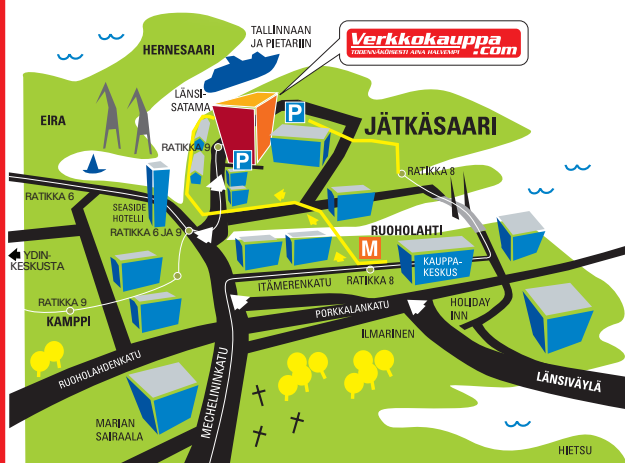 TALLINNAAN
JA PIETARIIN
Verkkokauppa
.com
TODENNÄKÖISESTI AINA HALVEMPI
HERNESAARI
LÄNSI-
SATAMA
P
EIRA
JÄTKÄSAARI
RATIKKA 9
P
RATIKKA 8
RATIKKA 6
SEASIDE
HOTELLI
RATIKKA 6 JA 9
RUOHOLAHTI
M
YDIN-
KESKUSTA
KAUPPA-
KESKUS
ITÄMERENKATU
RATIKKA 8
RATIKKA 9
KAMPPI
PORKKALANKATU
HOLIDAY
INN
ILMARINEN
RUOHOLAHDENKATU
MECHELININKATU
LÄNSIVÄYLÄ
MARIAN
SAIRAALA
HIETSU